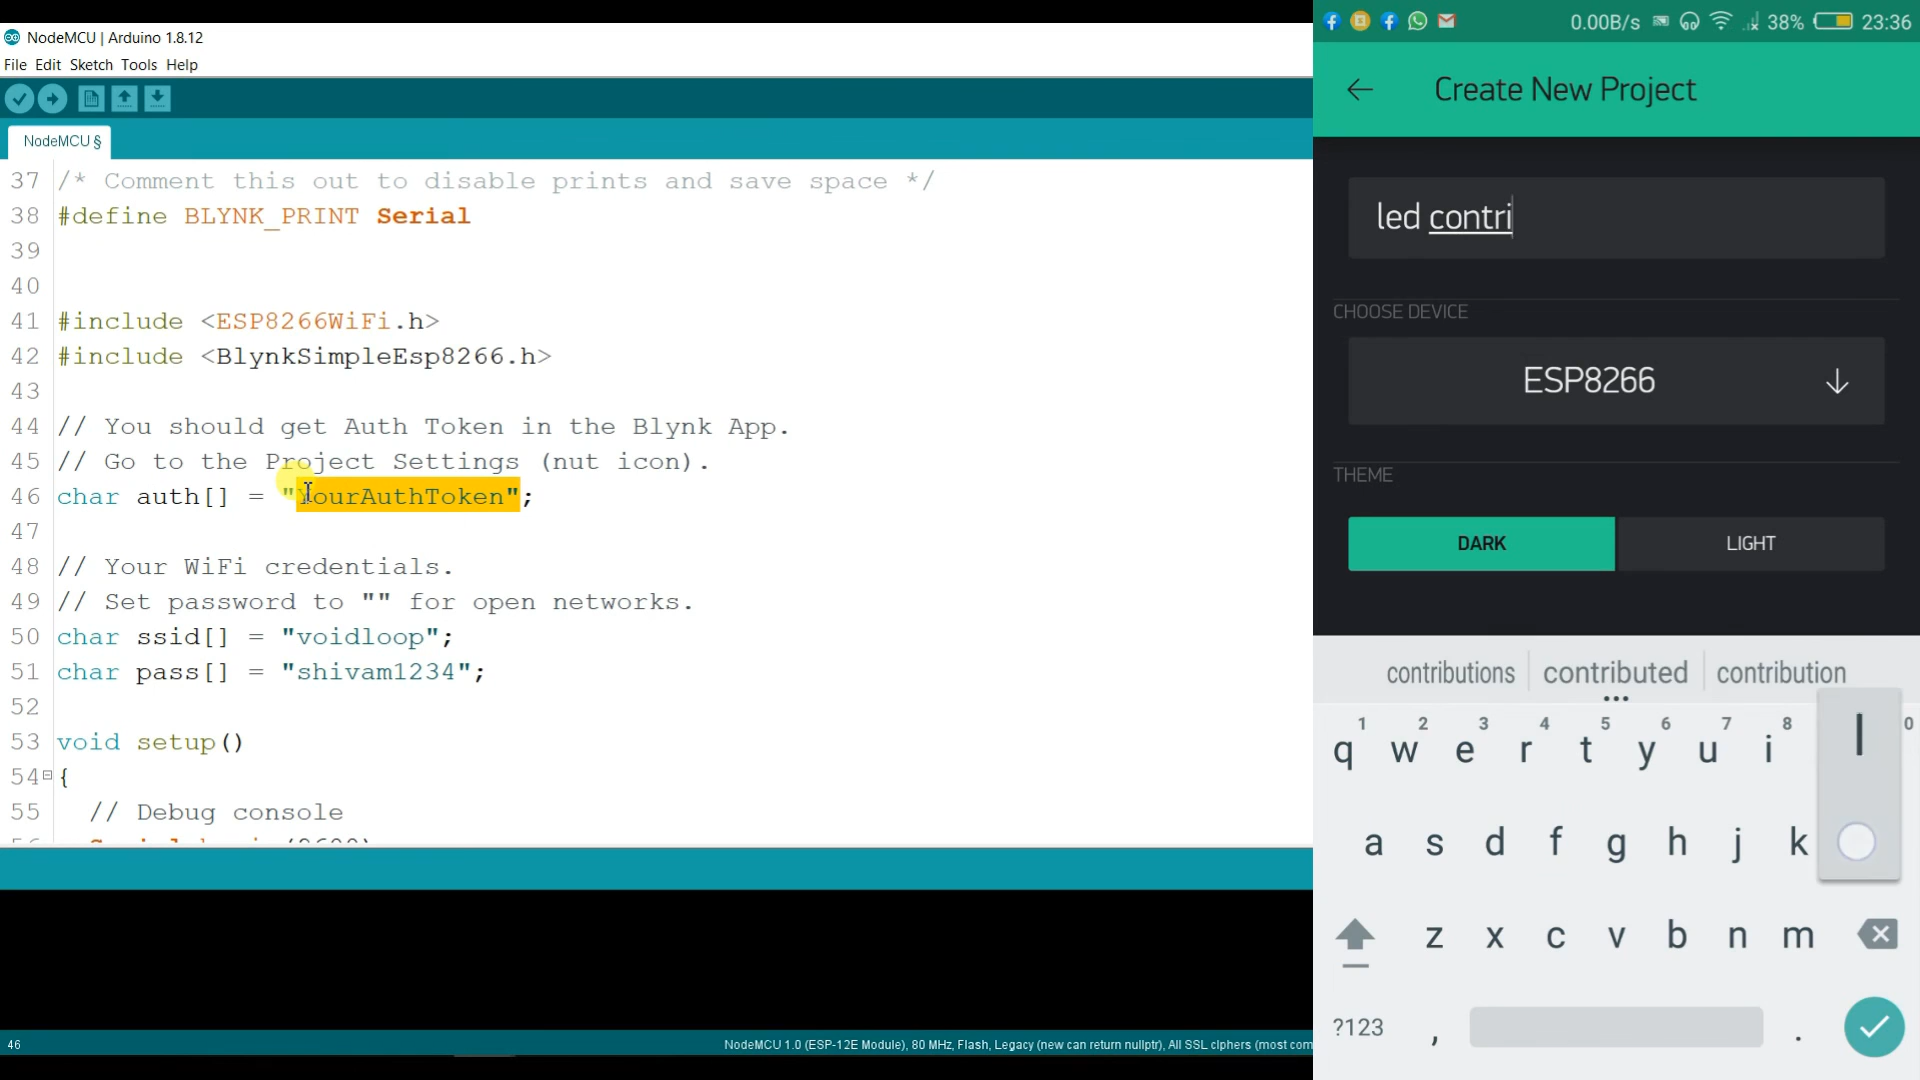 NodeMCU | Arduino 1.8.12
File Edit Sketch Tools Help
NodeMCU §
37 /* Comment this out to disable prints and save space */
38 #define BLYNK_PRINT Serial
39
40
41 #include <ESP8266WiFi.h>
42 #include <BlynkSimpleEsp8266.h>
43
44 // You should get Auth Token in the Blynk App.
45 // Go to the Project Settings (nut icon).
46 char auth[] = "YourAuthToken";
47
48 // Your WiFi credentials.
49 // Set password to "" for open networks.
50 char ssid[] = "voidloop";
51 char pass[] = "shivam1234";
52
53 void setup()
54 {
55 // Debug console
46
NodeMCU 1.0 (ESP-12E Module), 80 MHz, Flash, Legacy (new can return nullptr), All SSL ciphers (most com
0.00B/s 38% 23:36
Create New Project
led contri
CHOOSE DEVICE
ESP8266
THEME
DARK LIGHT
contributions contributed contribution
1 2 3 4 5 6 7 8 0
q w e r t y u i l
a s d f g h j k
z x c v b n m
?123 , .